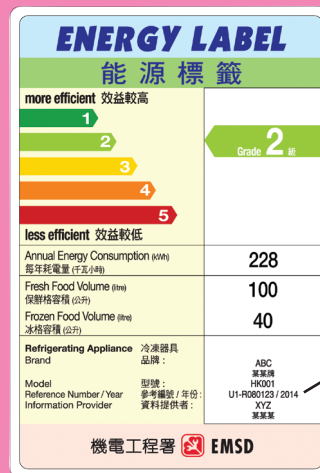 ENERGY LABEL
能源標籤
more efficient 效益較高
1
2
3
4
5
less efficient 效益較低
Grade 2 級
Annual Energy Consumption (kWh)
每年耗電量 (千瓦小時)
228
Fresh Food Volume (litre)
保鮮格容積 (公升)
100
Frozen Food Volume (litre)
冰格容積 (公升)
40
Refrigerating Appliance 冷凍器具
Brand 品牌：
ABC
某某牌
Model 型號：
HK001
Reference Number / Year 參考編號 / 年份：
U1-R080123 / 2014
Information Provider 資料提供者：
XYZ
某某某
機電工程署 EMSD